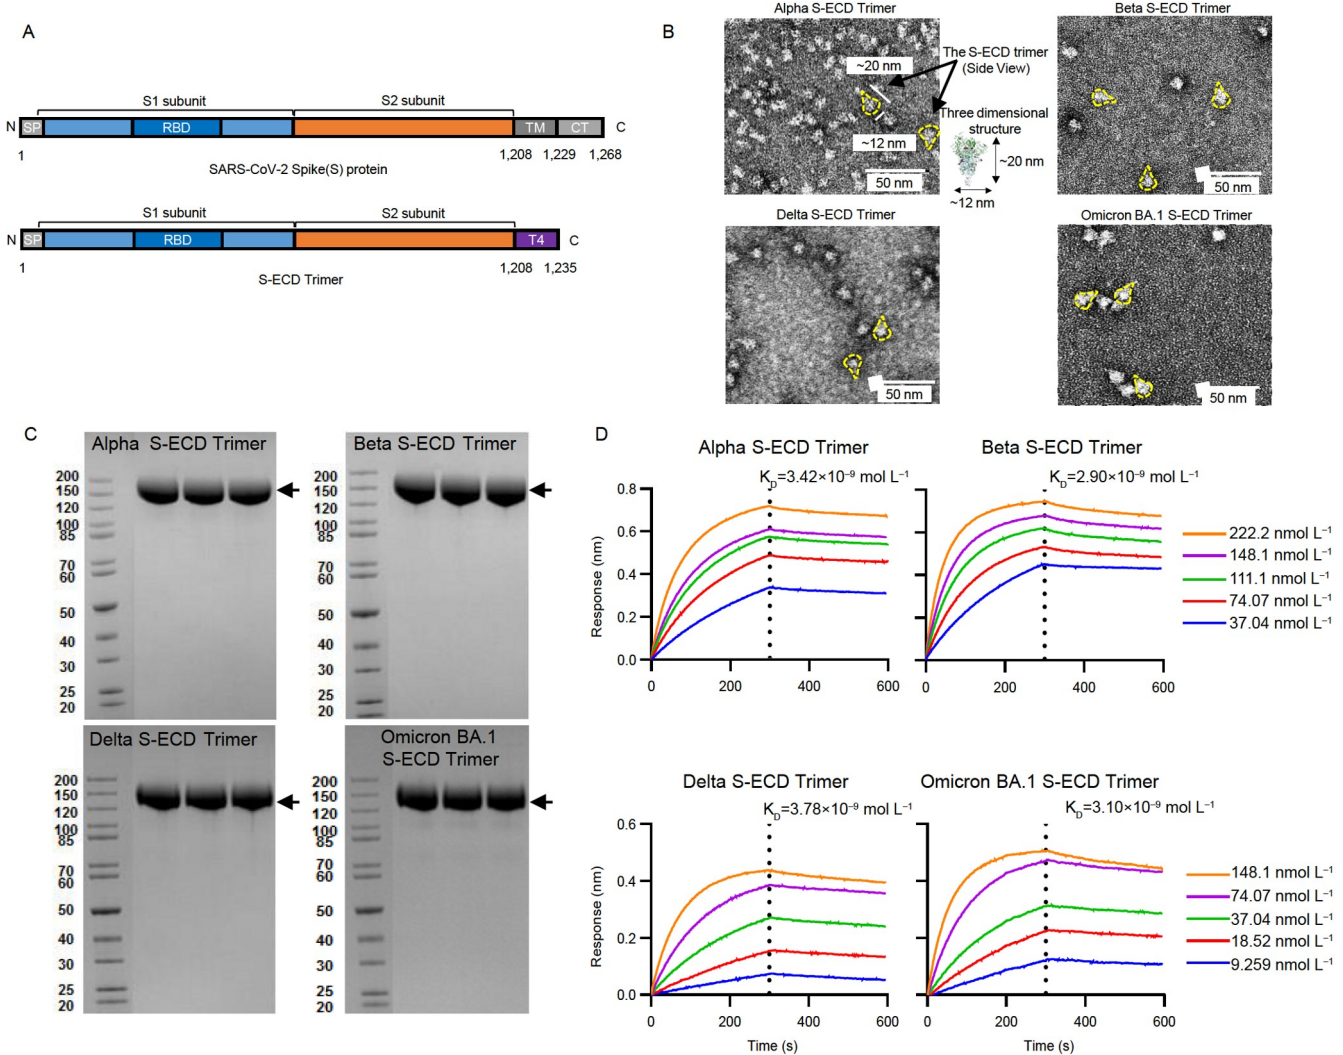 A
S1 subunit
S2 subunit
N SP RBD TM CT C
1 1,208 1,229 1,268
SARS-CoV-2 Spike(S) protein
S1 subunit
S2 subunit
N SP RBD T4 C
1 1,208 1,235
S-ECD Trimer
B
Alpha S-ECD Trimer
Beta S-ECD Trimer
~20 nm
The S-ECD trimer
(Side View)
~12 nm
Three dimensional
structure
~20 nm
~12 nm
50 nm
50 nm
Delta S-ECD Trimer
Omicron BA.1 S-ECD Trimer
50 nm
50 nm
C
Alpha S-ECD Trimer
200
150
120
100
85
70
60
50
40
30
25
20
Beta S-ECD Trimer
200
150
120
100
85
70
60
50
40
30
25
20
Delta S-ECD Trimer
200
150
120
100
85
70
60
50
40
30
25
20
Omicron BA.1
S-ECD Trimer
200
150
120
100
85
70
60
50
40
30
25
20
D
Alpha S-ECD Trimer
K_D=3.42×10⁻⁹ mol L⁻¹
Response (nm)
0.8
0.6
0.4
0.2
0.0
0 200 400 600
Beta S-ECD Trimer
K_D=2.90×10⁻⁹ mol L⁻¹
0 200 400 600
222.2 nmol L⁻¹
148.1 nmol L⁻¹
111.1 nmol L⁻¹
74.07 nmol L⁻¹
37.04 nmol L⁻¹
Delta S-ECD Trimer
K_D=3.78×10⁻⁹ mol L⁻¹
Response (nm)
0.6
0.4
0.2
0.0
0 200 400 600
Time (s)
Omicron BA.1 S-ECD Trimer
K_D=3.10×10⁻⁹ mol L⁻¹
0 200 400 600
Time (s)
148.1 nmol L⁻¹
74.07 nmol L⁻¹
37.04 nmol L⁻¹
18.52 nmol L⁻¹
9.259 nmol L⁻¹